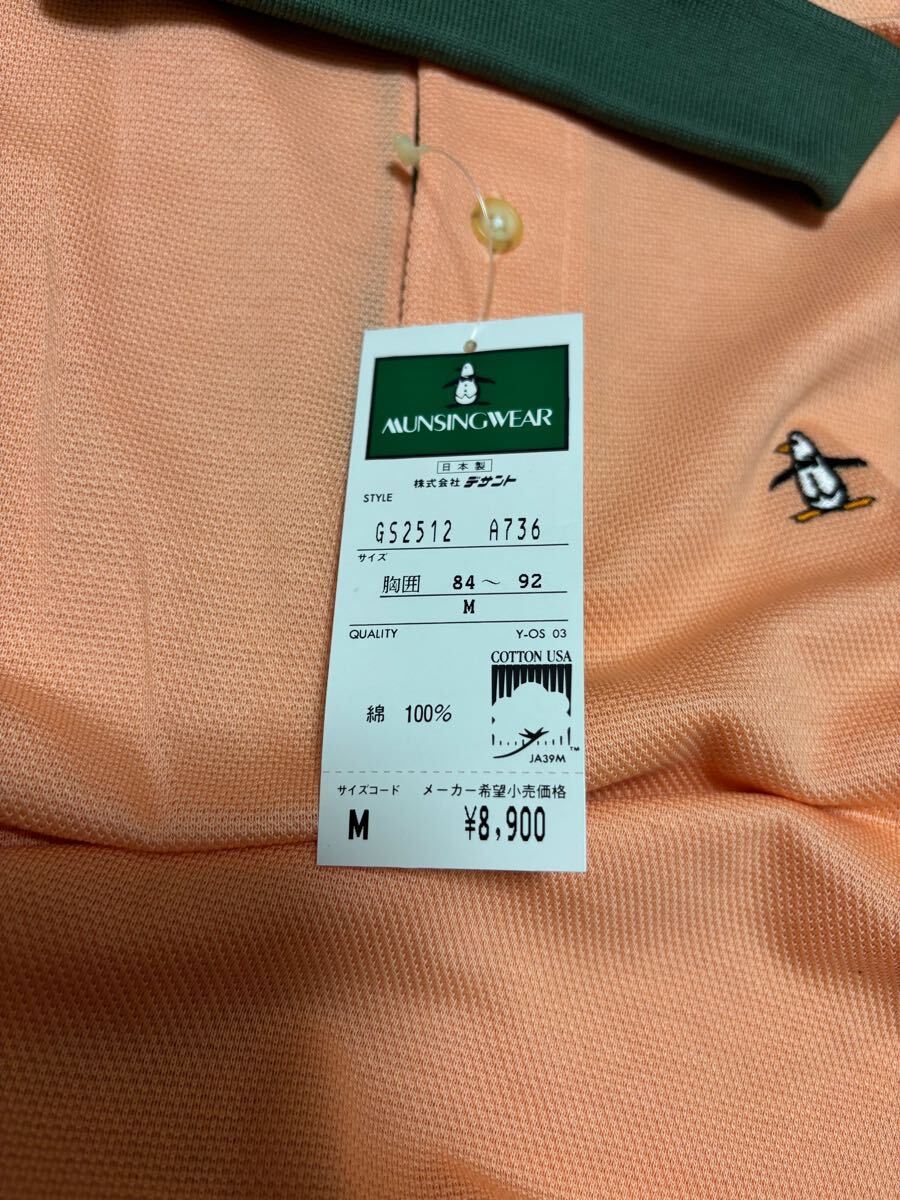 MUNSINGWEAR
日本製
株式会社 デサント
STYLE
GS2512 A736
サイズ
胸囲 84～92
M
QUALITY Y-OS 03
COTTON USA
綿 100%
TM
JA39M
サイズコード メーカー希望小売価格
M ¥8,900